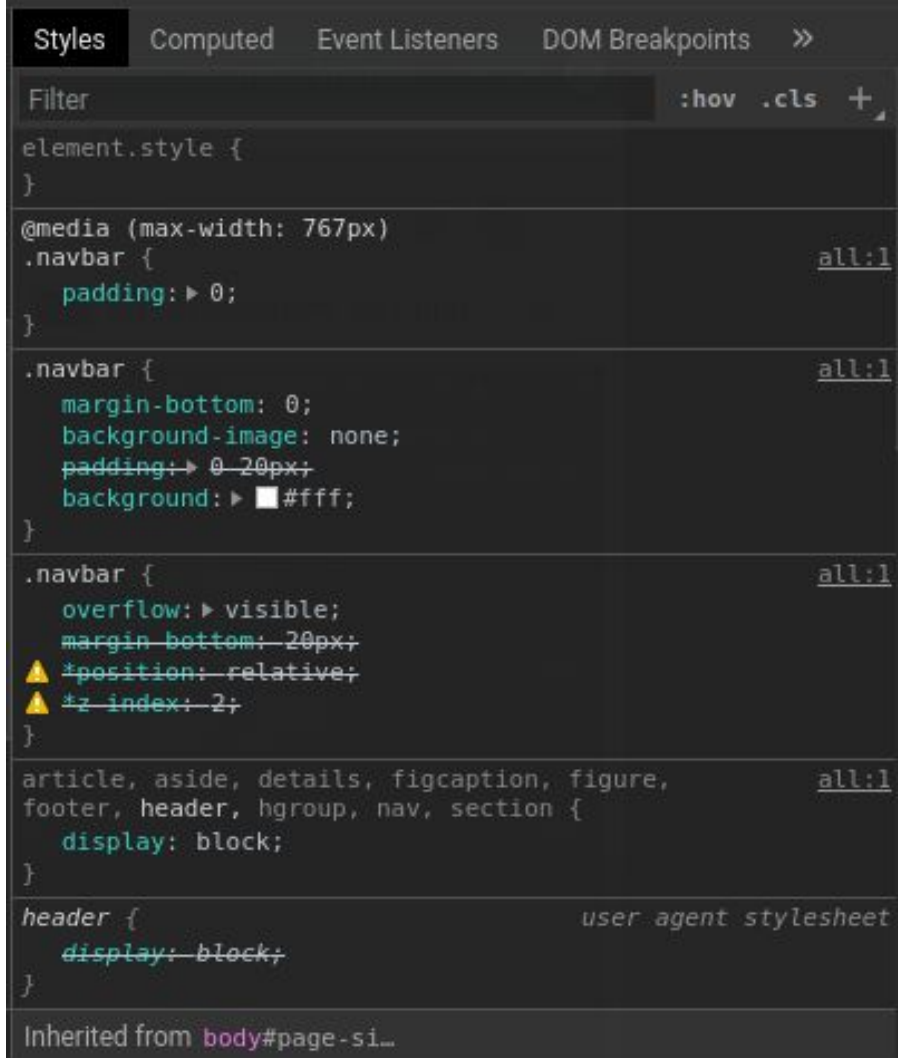 Styles Computed Event Listeners DOM Breakpoints »
Filter :hov .cls +
element.style {
}
@media (max-width: 767px)
.navbar { all:1
padding:▶ 0;
}
.navbar { all:1
margin-bottom: 0;
background-image: none;
padding:▶ 0 20px;
background:▶ #fff;
}
.navbar { all:1
overflow:▶ visible;
margin-bottom: 20px;
*position: relative;
*z-index: 2;
}
article, aside, details, figcaption, figure, all:1
footer, header, hgroup, nav, section {
display: block;
}
header { user agent stylesheet
display: block;
}
Inherited from body#page-si…